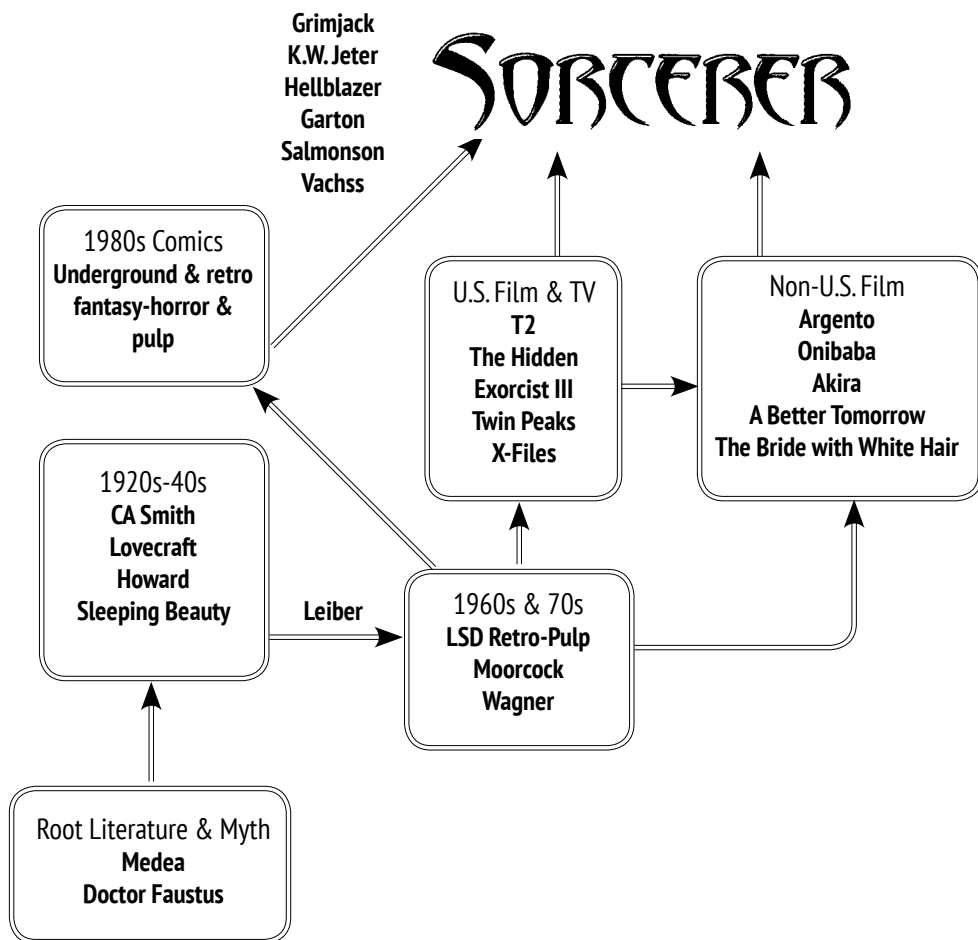 Grimjack
K.W. Jeter
Hellblazer
Garton
Salmonson
Vachss
SORCERER
1980s Comics
Underground & retro
fantasy-horror &
pulp
U.S. Film & TV
T2
The Hidden
Exorcist III
Twin Peaks
X-Files
Non-U.S. Film
Argento
Onibaba
Akira
A Better Tomorrow
The Bride with White Hair
1920s-40s
CA Smith
Lovecraft
Howard
Sleeping Beauty
Leiber
1960s & 70s
LSD Retro-Pulp
Moorcock
Wagner
Root Literature & Myth
Medea
Doctor Faustus